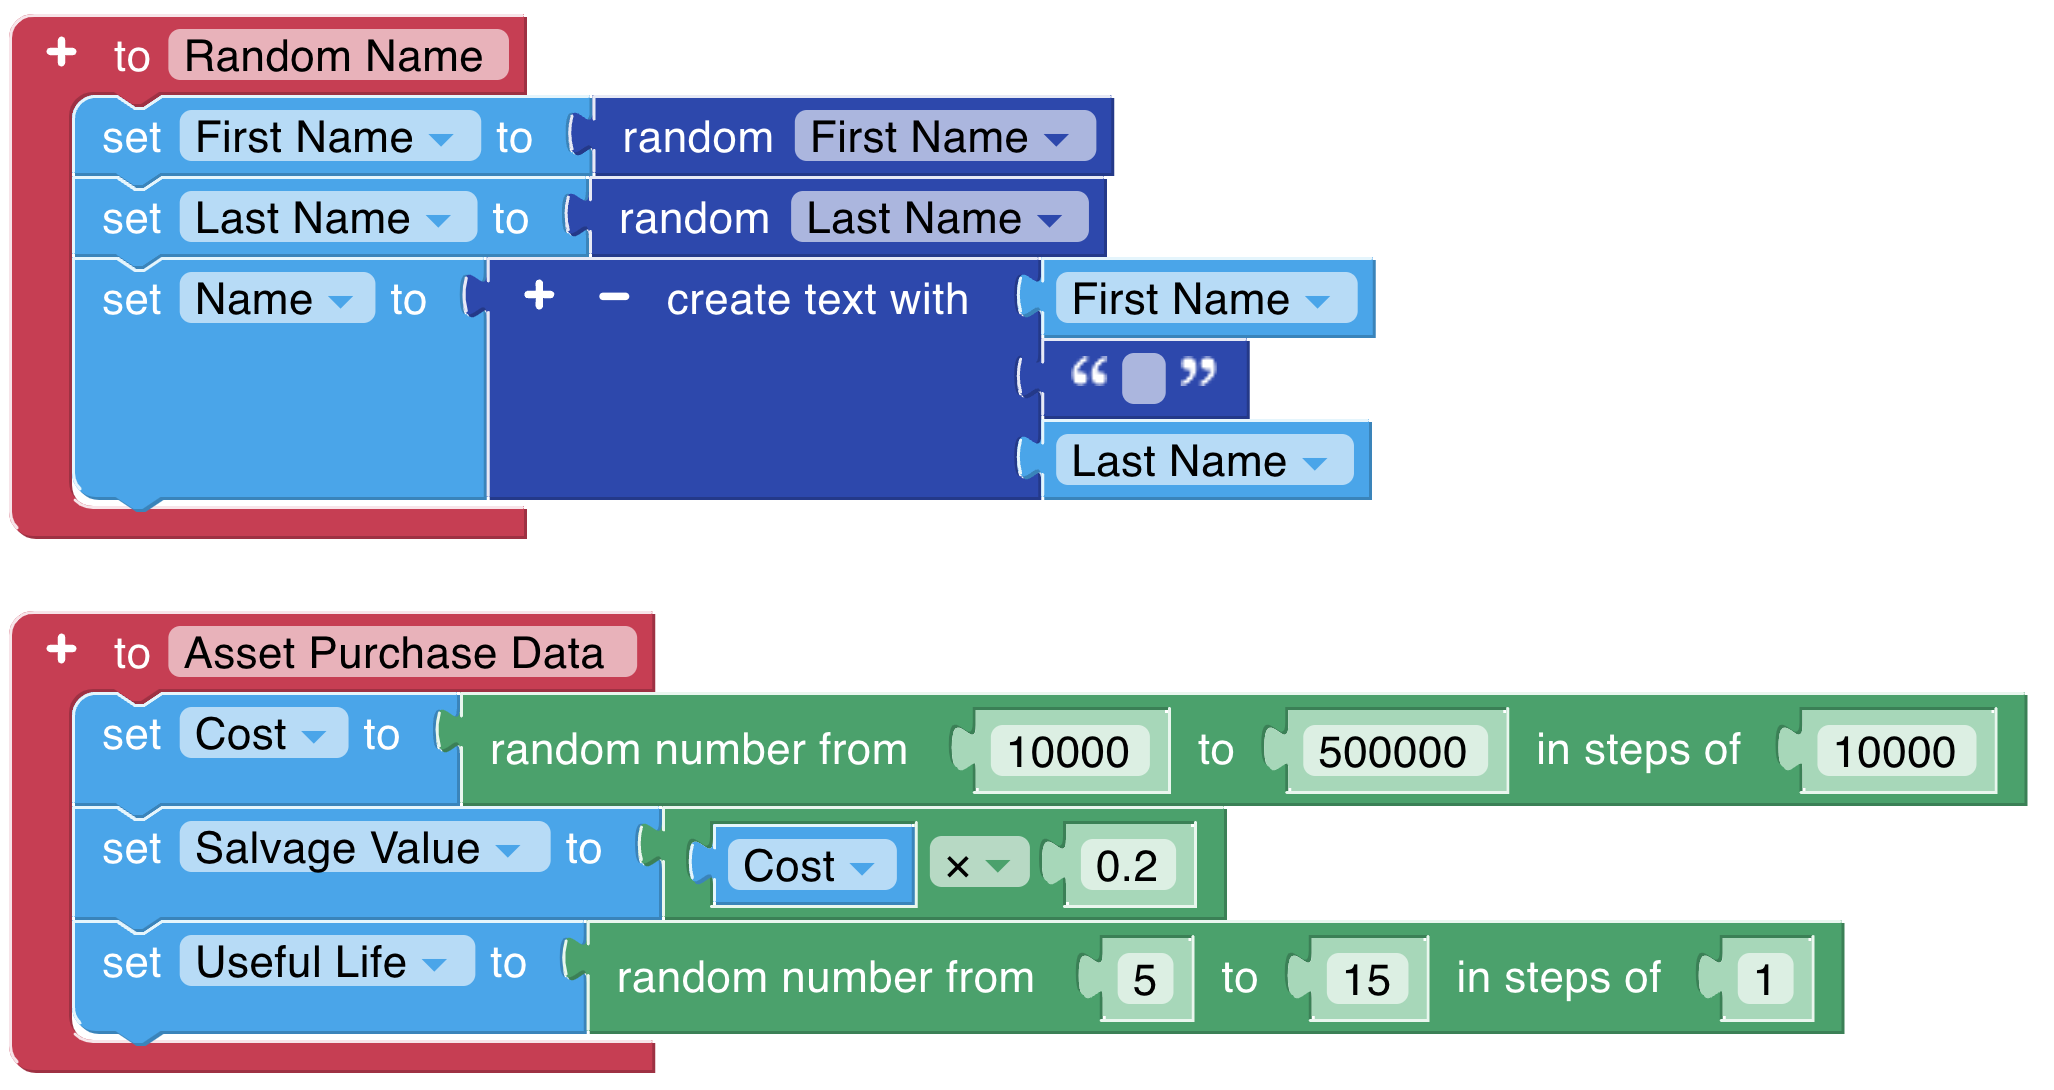 + to Random Name
set First Name to random First Name
set Last Name to random Last Name
set Name to + − create text with First Name
“ ”
Last Name
+ to Asset Purchase Data
set Cost to random number from 10000 to 500000 in steps of 10000
set Salvage Value to Cost × 0.2
set Useful Life to random number from 5 to 15 in steps of 1